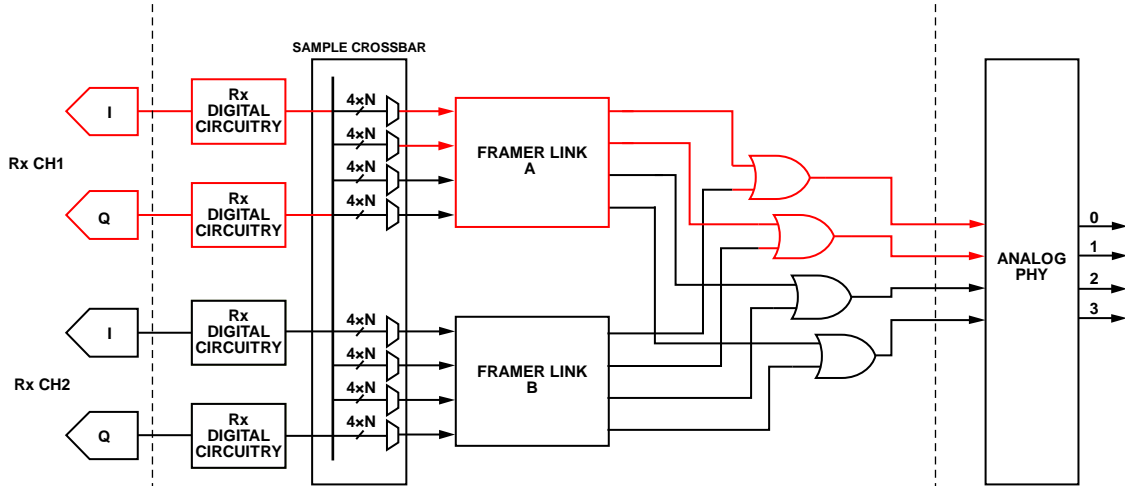 SAMPLE CROSSBAR
Rx CH1
I
Rx
DIGITAL
CIRCUITRY
4×N
4×N
4×N
4×N
Q
Rx
DIGITAL
CIRCUITRY
FRAMER LINK
A
Rx CH2
I
Rx
DIGITAL
CIRCUITRY
4×N
4×N
4×N
4×N
Q
Rx
DIGITAL
CIRCUITRY
FRAMER LINK
B
ANALOG
PHY
0
1
2
3